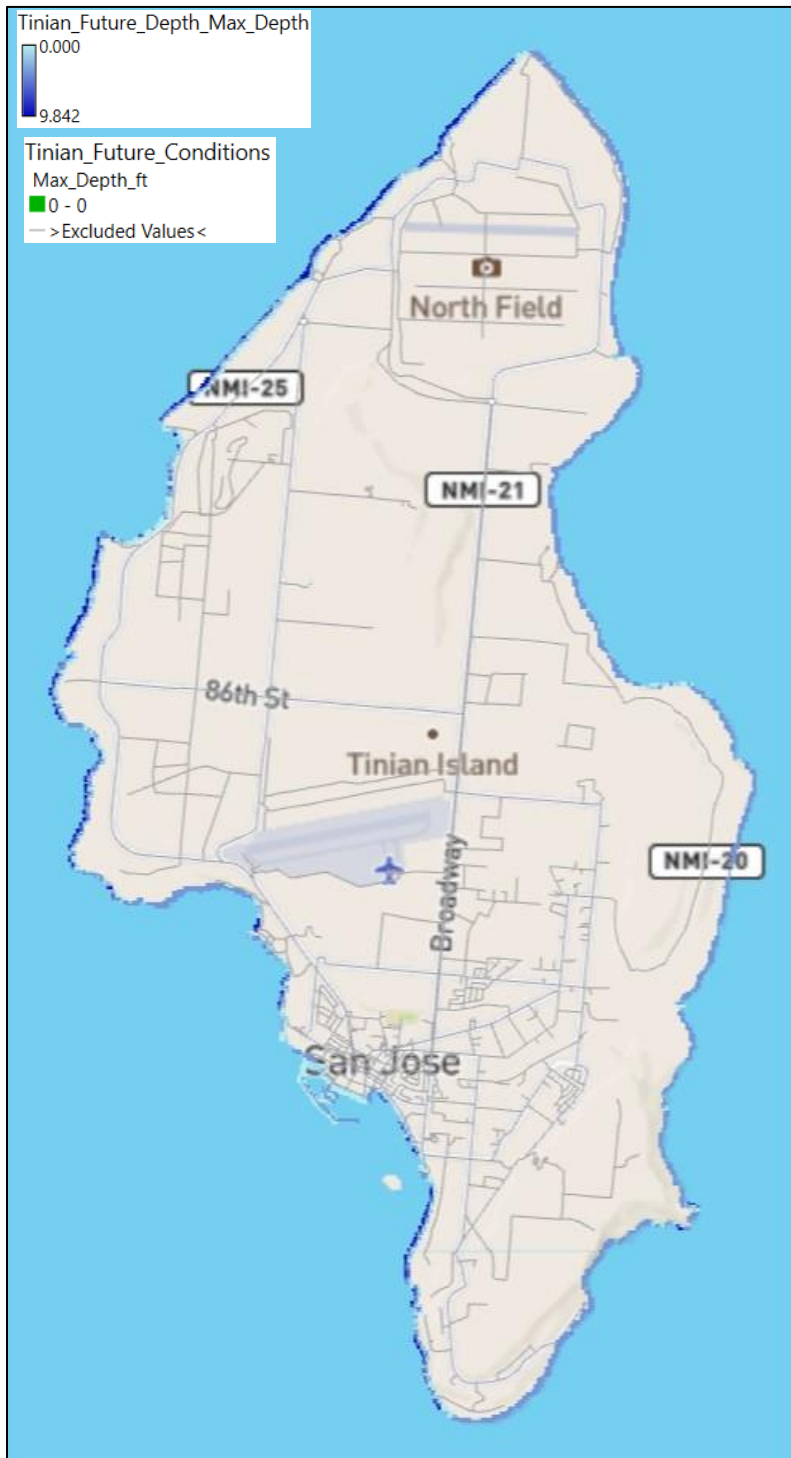 Tinian_Future_Depth_Max_Depth
0.000
9.842
Tinian_Future_Conditions
Max_Depth_ft
0 - 0
>Excluded Values<
North Field
NMI-25
NMI-21
86th St
Tinian Island
Broadway
NMI-20
San Jose